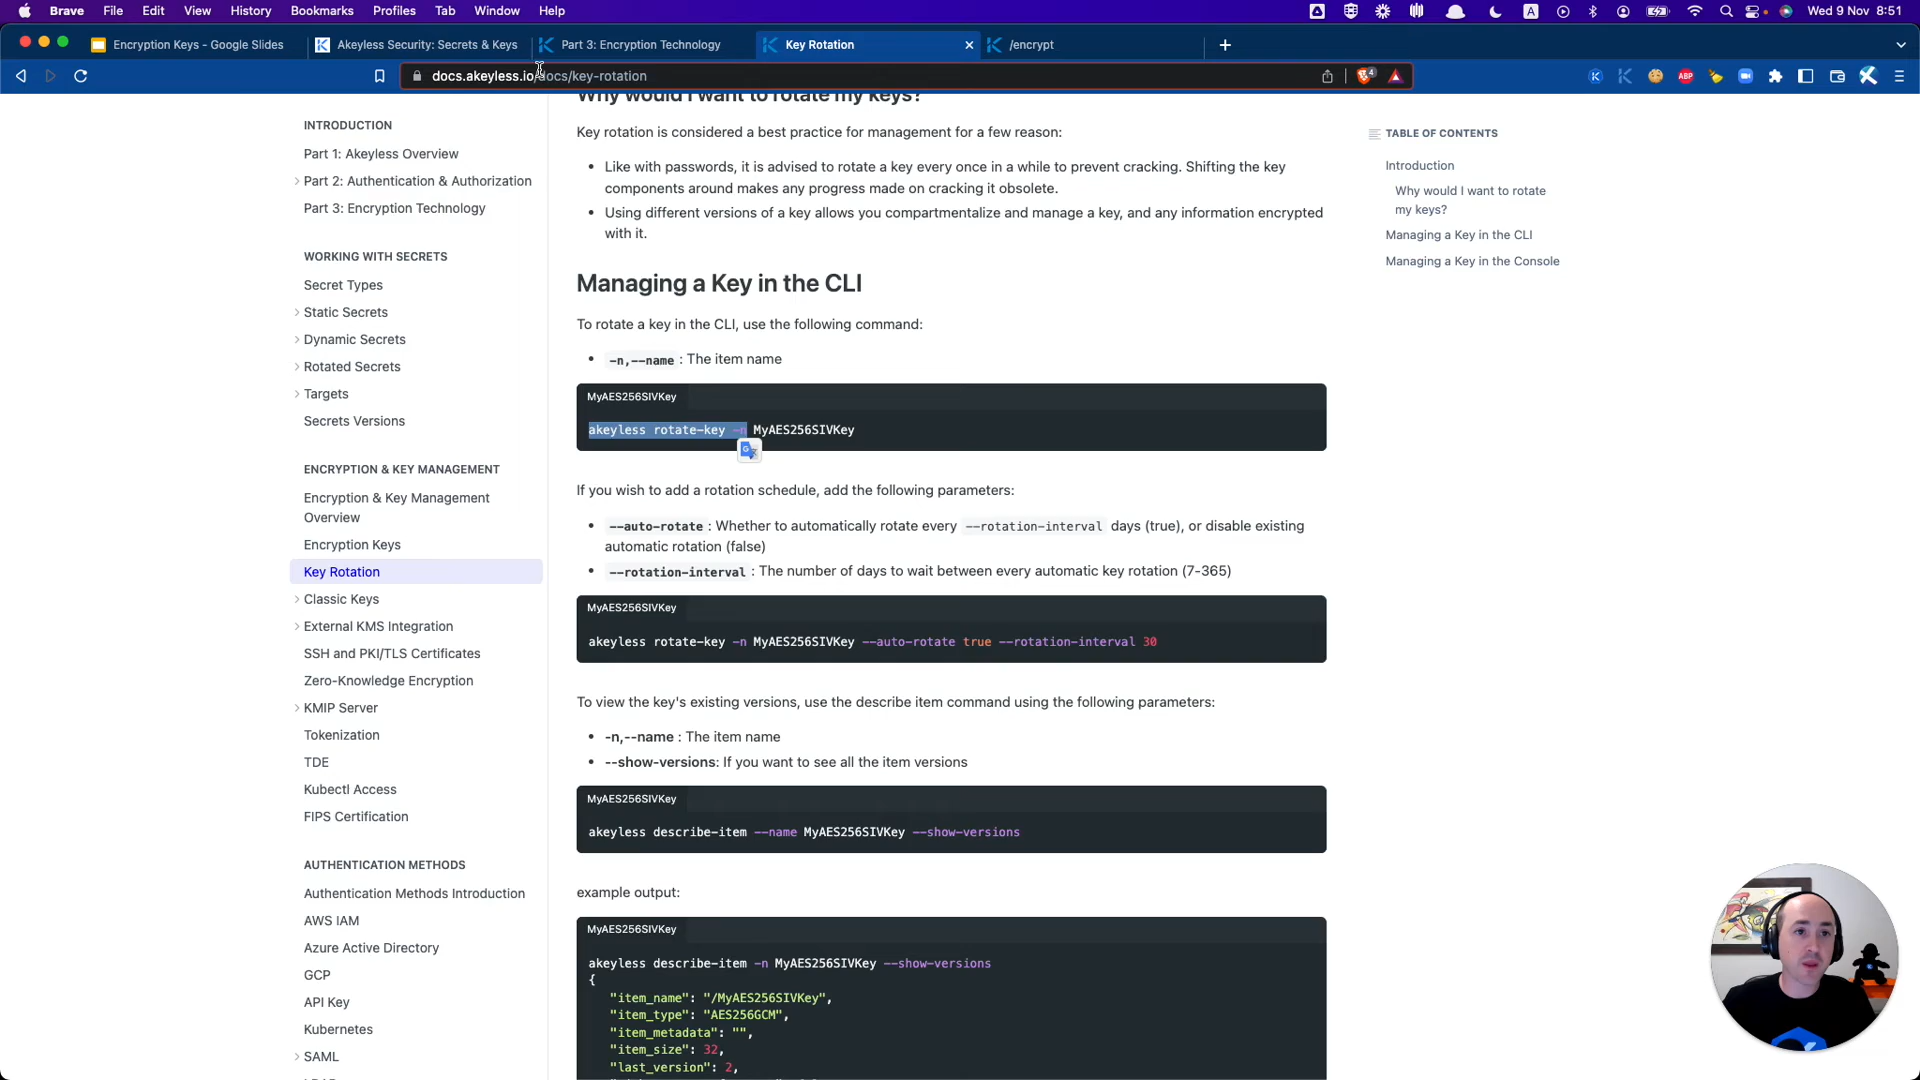 Brave File Edit View History Bookmarks Profiles Tab Window Help
A
Wed 9 Nov 8:51
Encryption Keys - Google Slides
Akeyless Security: Secrets & Keys
Part 3: Encryption Technology
Key Rotation
/encrypt
docs.akeyless.io/docs/key-rotation
4
ABP
INTRODUCTION
Part 1: Akeyless Overview
Part 2: Authentication & Authorization
Part 3: Encryption Technology
WORKING WITH SECRETS
Secret Types
Static Secrets
Dynamic Secrets
Rotated Secrets
Targets
Secrets Versions
ENCRYPTION & KEY MANAGEMENT
Encryption & Key Management
Overview
Encryption Keys
Key Rotation
Classic Keys
External KMS Integration
SSH and PKI/TLS Certificates
Zero-Knowledge Encryption
KMIP Server
Tokenization
TDE
Kubectl Access
FIPS Certification
AUTHENTICATION METHODS
Authentication Methods Introduction
AWS IAM
Azure Active Directory
GCP
API Key
Kubernetes
SAML
Why would I want to rotate my keys?
Key rotation is considered a best practice for management for a few reason:
• Like with passwords, it is advised to rotate a key every once in a while to prevent cracking. Shifting the key
components around makes any progress made on cracking it obsolete.
• Using different versions of a key allows you compartmentalize and manage a key, and any information encrypted
with it.
Managing a Key in the CLI
To rotate a key in the CLI, use the following command:
• -n,--name : The item name
MyAES256SIVKey
akeyless rotate-key -n MyAES256SIVKey
If you wish to add a rotation schedule, add the following parameters:
• --auto-rotate : Whether to automatically rotate every --rotation-interval days (true), or disable existing
automatic rotation (false)
• --rotation-interval : The number of days to wait between every automatic key rotation (7-365)
MyAES256SIVKey
akeyless rotate-key -n MyAES256SIVKey --auto-rotate true --rotation-interval 30
To view the key's existing versions, use the describe item command using the following parameters:
• -n,--name : The item name
• --show-versions: If you want to see all the item versions
MyAES256SIVKey
akeyless describe-item --name MyAES256SIVKey --show-versions
example output:
MyAES256SIVKey
akeyless describe-item -n MyAES256SIVKey --show-versions
{
"item_name": "/MyAES256SIVKey",
"item_type": "AES256GCM",
"item_metadata": "",
"item_size": 32,
"last_version": 2,
TABLE OF CONTENTS
Introduction
Why would I want to rotate
my keys?
Managing a Key in the CLI
Managing a Key in the Console